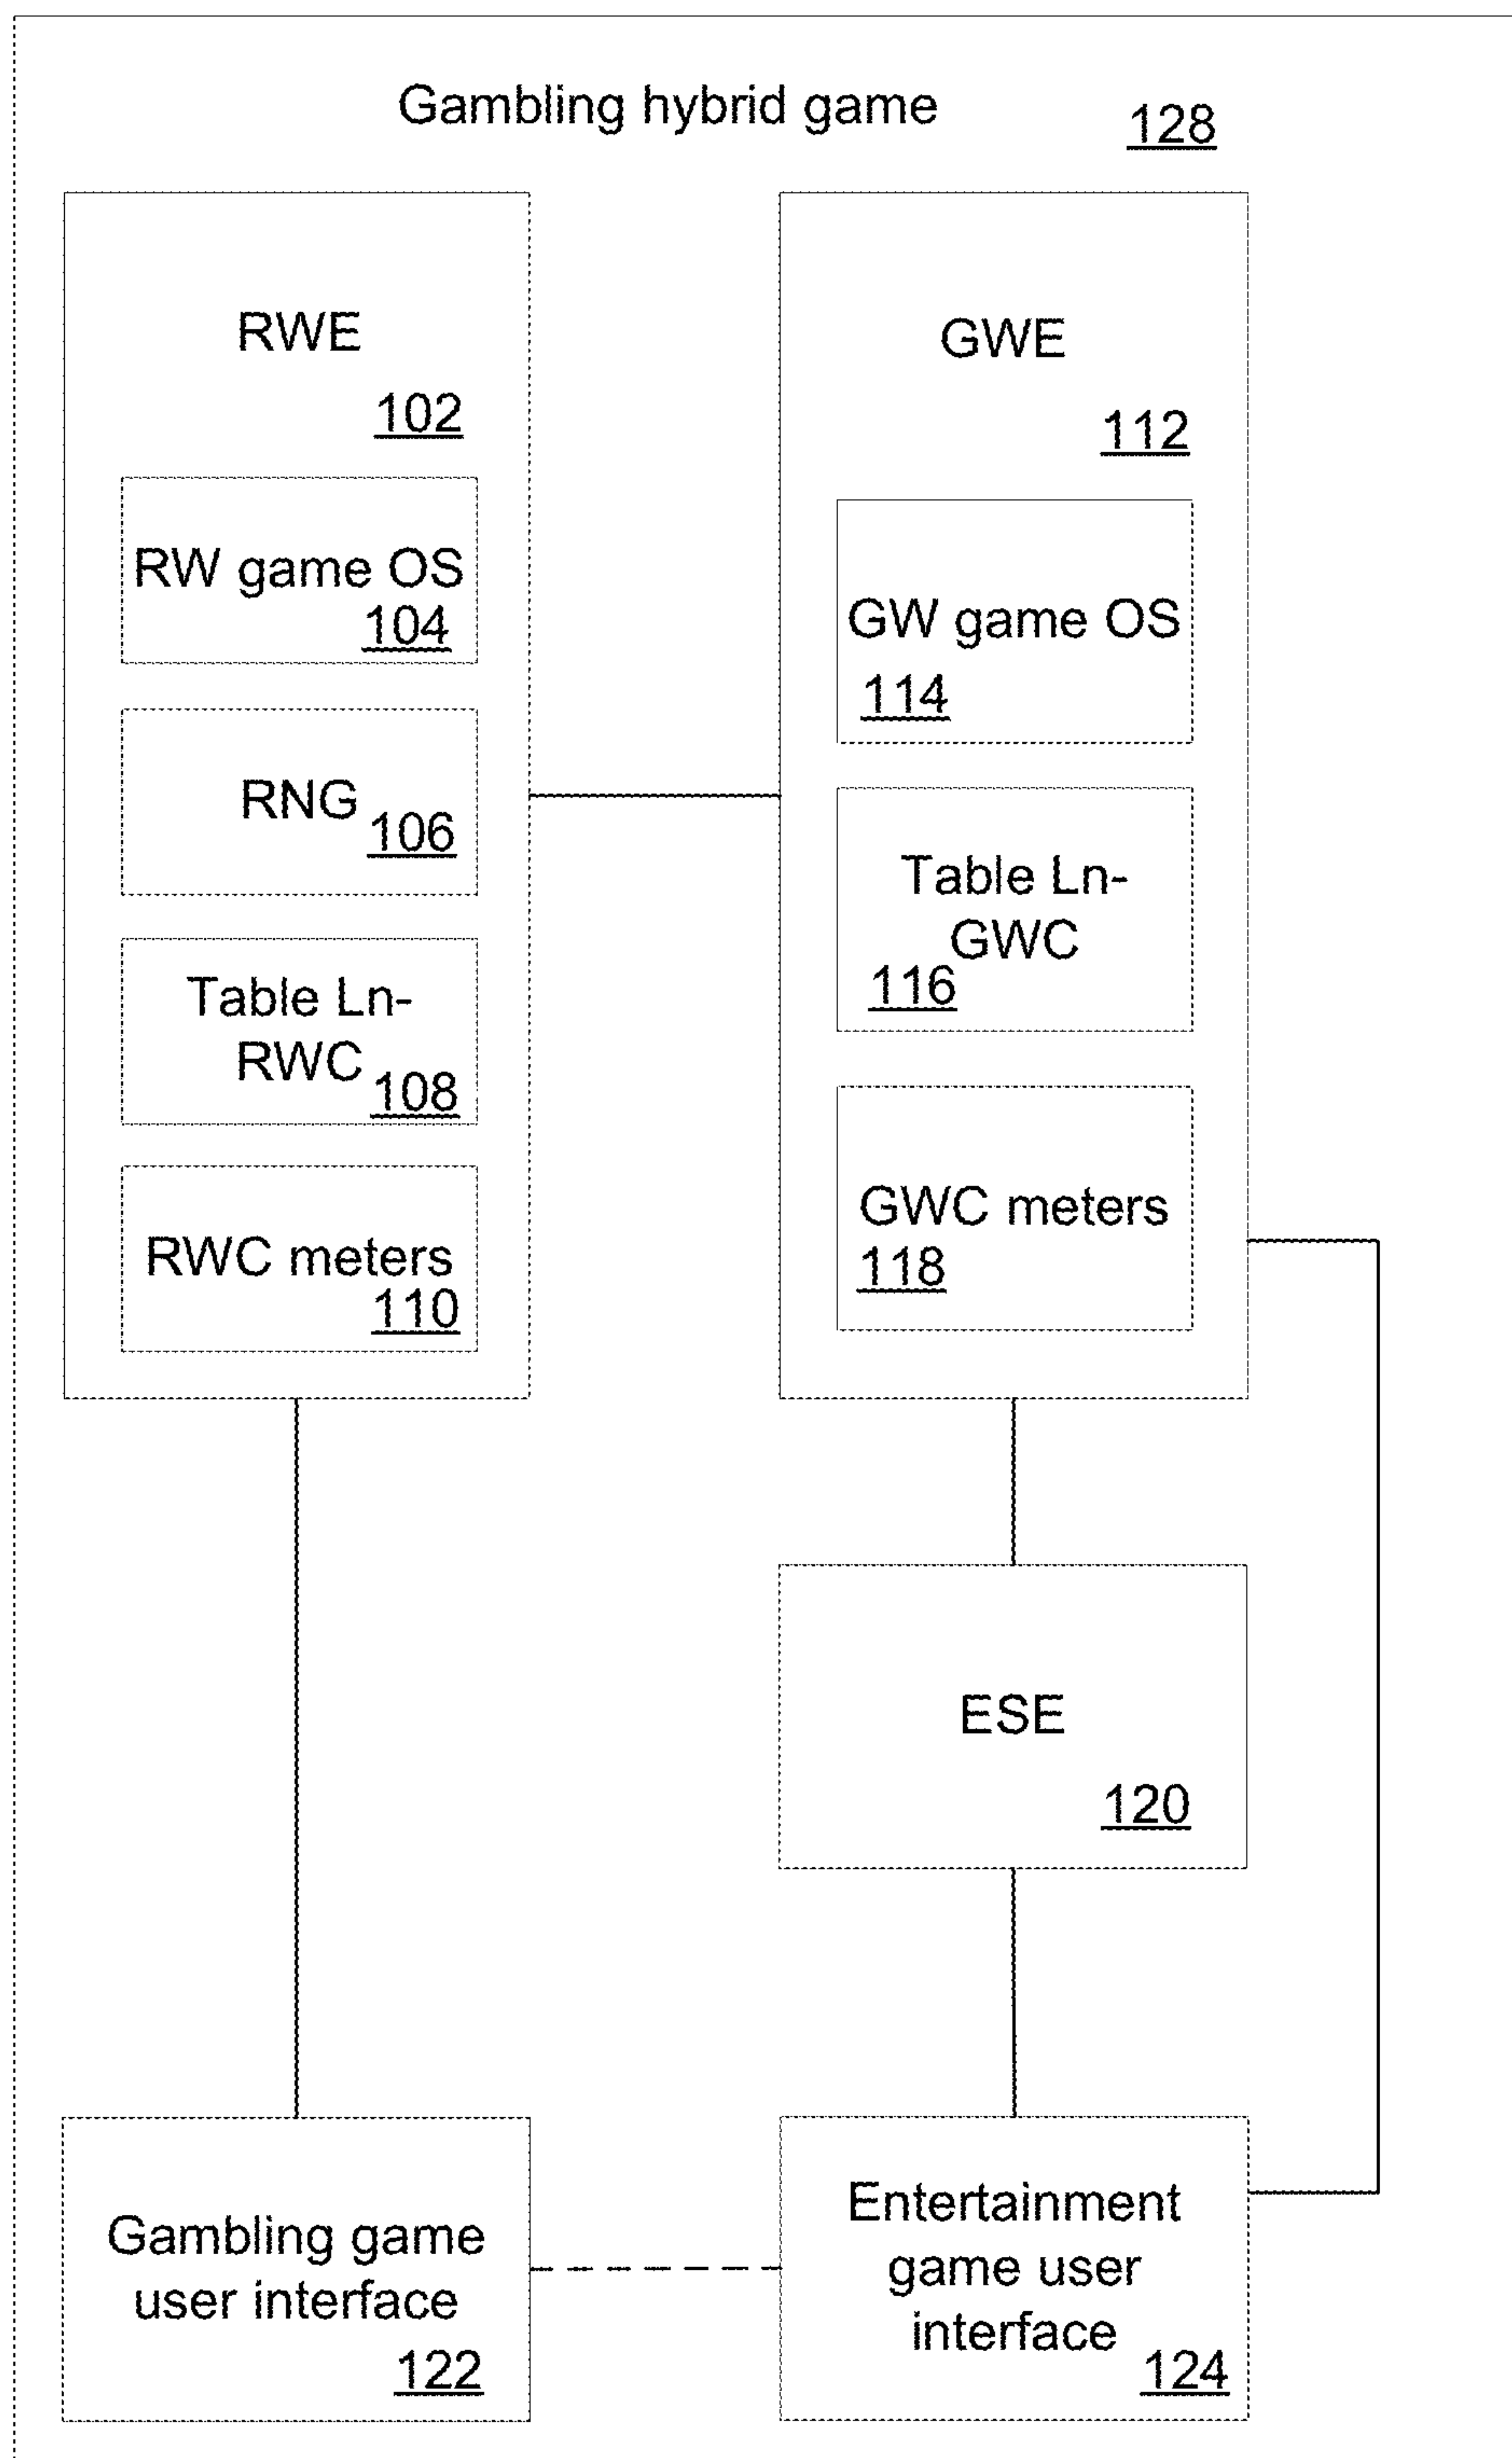 Gambling hybrid game
128
RWE
102
RW game OS
104
RNG
106
Table Ln-
RWC
108
RWC meters
110
GWE
112
GW game OS
114
Table Ln-
GWC
116
GWC meters
118
ESE
120
Gambling game
user interface
122
Entertainment
game user
interface
124